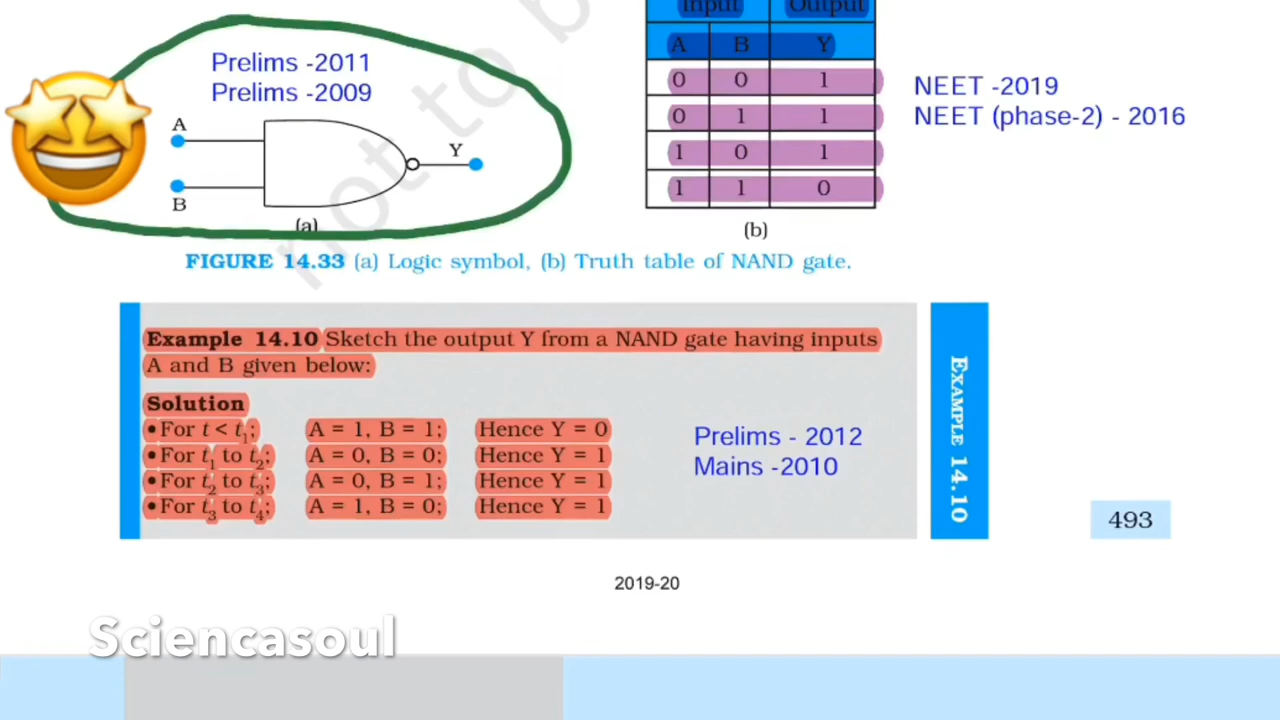 Input Output
A B Y
Prelims -2011
Prelims -2009
0 0 1
0 1 1
1 0 1
1 1 0
NEET -2019
NEET (phase-2) - 2016
A
Y
B
(a)
(b)
not to b
FIGURE 14.33 (a) Logic symbol, (b) Truth table of NAND gate.
Example 14.10 Sketch the output Y from a NAND gate having inputs
A and B given below:
Solution
•For t < t₁; A = 1, B = 1; Hence Y = 0
•For t₁ to t₂; A = 0, B = 0; Hence Y = 1
•For t₂ to t₃; A = 0, B = 1; Hence Y = 1
•For t₃ to t₄; A = 1, B = 0; Hence Y = 1
Prelims - 2012
Mains -2010
EXAMPLE 14.10
493
2019-20
Sciencasoul